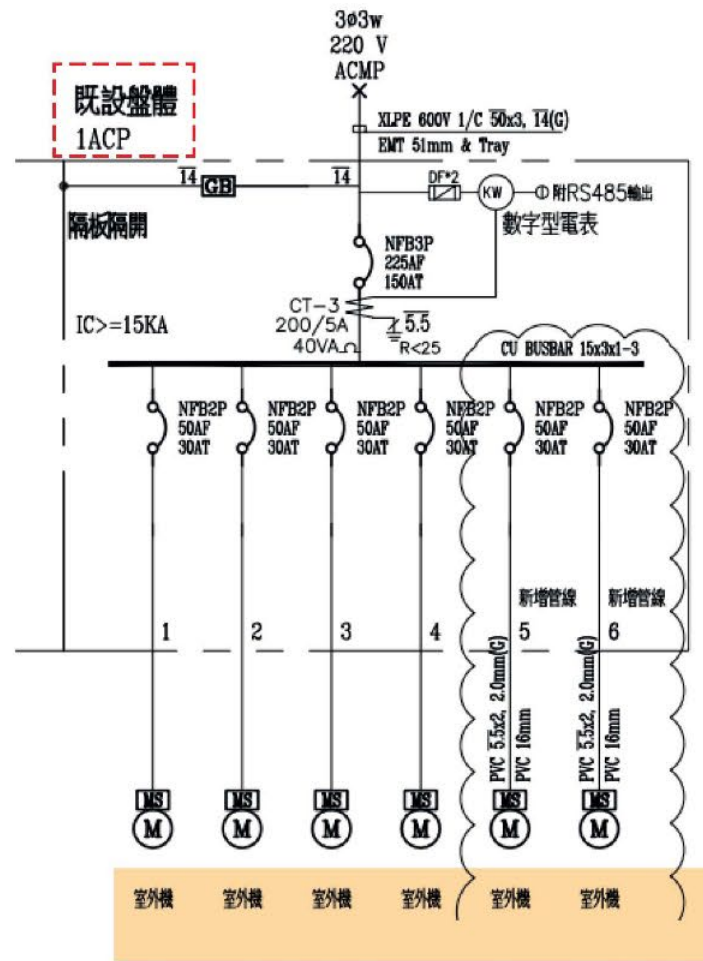 3ø3w
220 V
ACMP
既設盤體
1ACP
XLPE 600V 1/C 50x3, 14(G)
EMT 51mm & Tray
14
GB
14
DF*2
KW
附RS485輸出
數字型電表
隔板隔開
NFB3P
225AF
150AT
CT-3
200/5A
40VA
5.5
R<25
IC>=15KA
CU BUSBAR 15x3x1-3
NFB2P
50AF
30AT
NFB2P
50AF
30AT
NFB2P
50AF
30AT
NFB2P
50AF
30AT
NFB2P
50AF
30AT
NFB2P
50AF
30AT
新增管線
新增管線
1
2
3
4
5
6
PVC 5.5x2, 2.0mm(G)
PVC 16mm
PVC 5.5x2, 2.0mm(G)
PVC 16mm
MS
MS
MS
MS
MS
MS
M
M
M
M
M
M
室外機
室外機
室外機
室外機
室外機
室外機